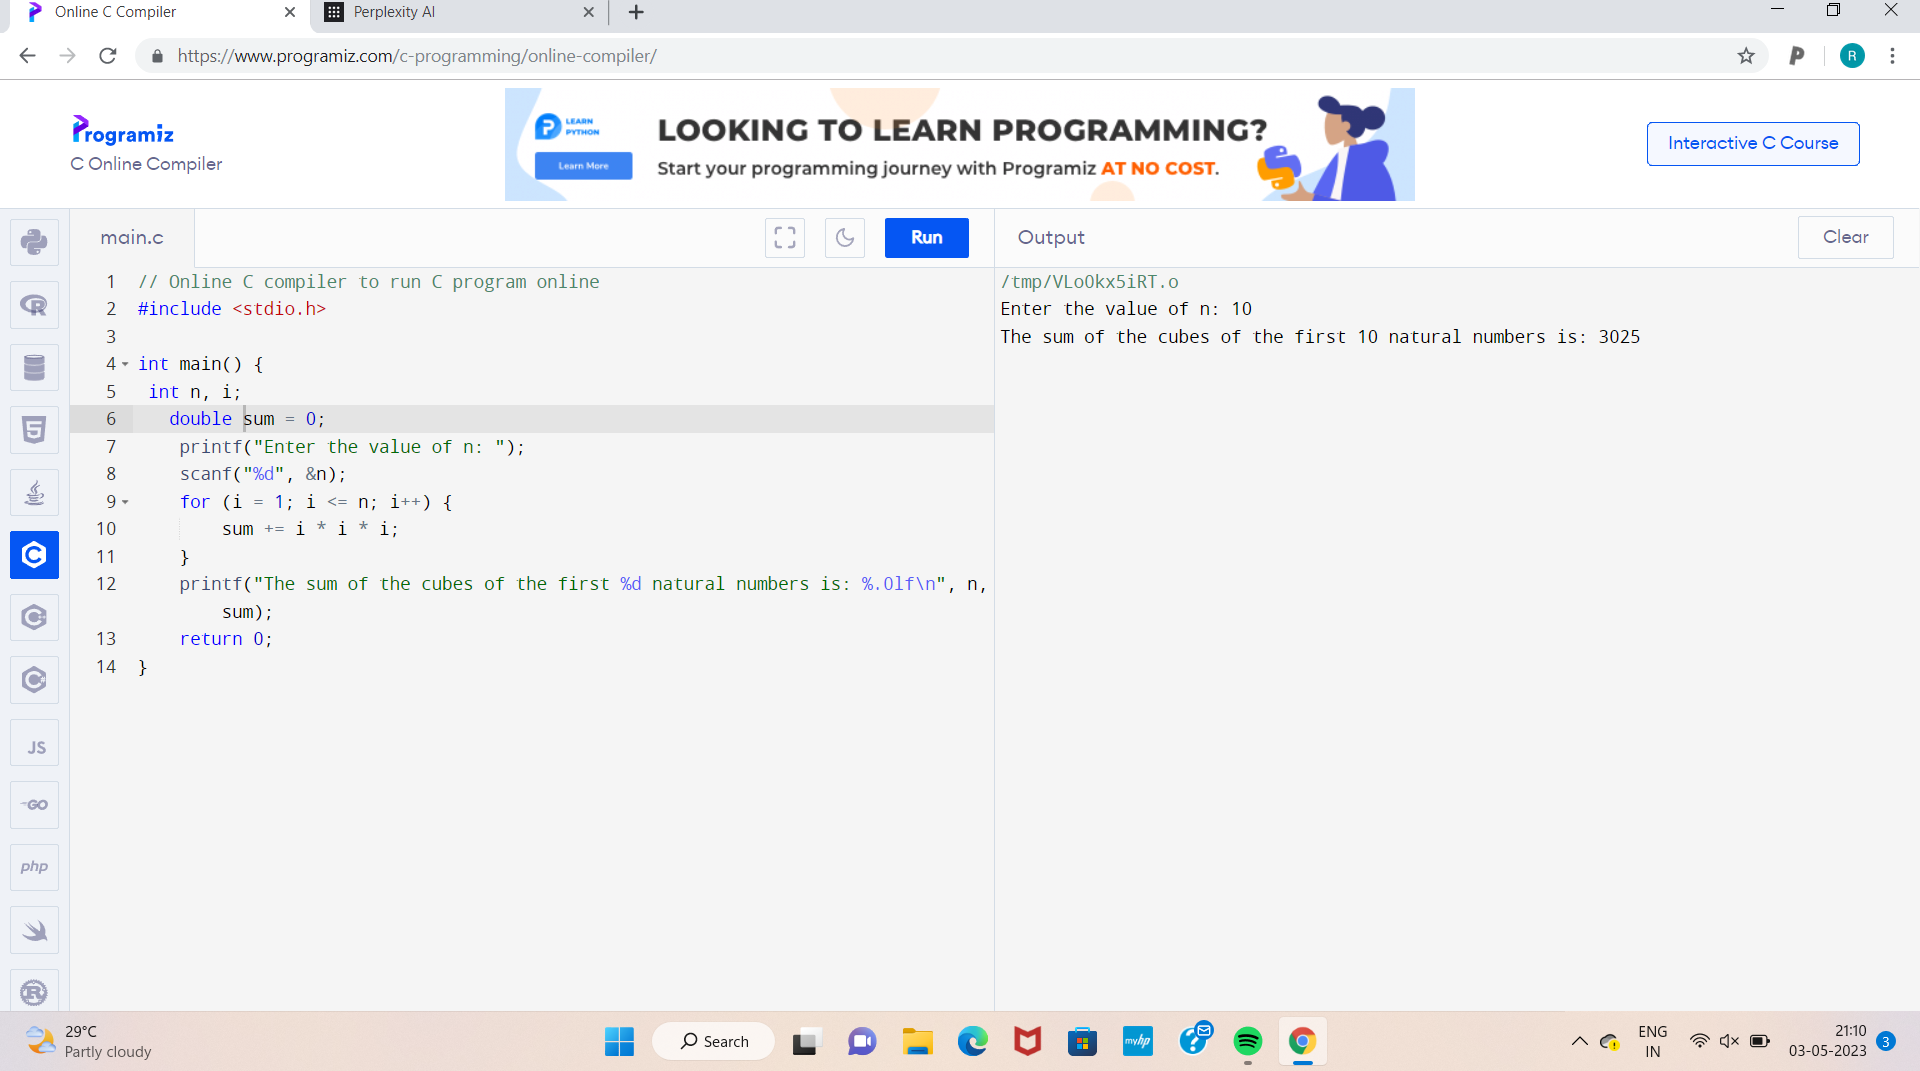 Online C Compiler
Perplexity AI
https://www.programiz.com/c-programming/online-compiler/
R
Programiz
C Online Compiler
LEARN
PYTHON
Learn More
LOOKING TO LEARN PROGRAMMING?
Start your programming journey with Programiz AT NO COST.
Interactive C Course
main.c
Run
Output
Clear
1 // Online C compiler to run C program online
2 #include <stdio.h>
3
4 int main() {
5 int n, i;
6 double sum = 0;
7 printf("Enter the value of n: ");
8 scanf("%d", &n);
9 for (i = 1; i <= n; i++) {
10 sum += i * i * i;
11 }
12 printf("The sum of the cubes of the first %d natural numbers is: %.0lf\n", n,
sum);
13 return 0;
14 }
/tmp/VLoOkx5iRT.o
Enter the value of n: 10
The sum of the cubes of the first 10 natural numbers is: 3025
JS
GO
php
29°C
Partly cloudy
Search
myhp
ENG
IN
21:10
03-05-2023
3